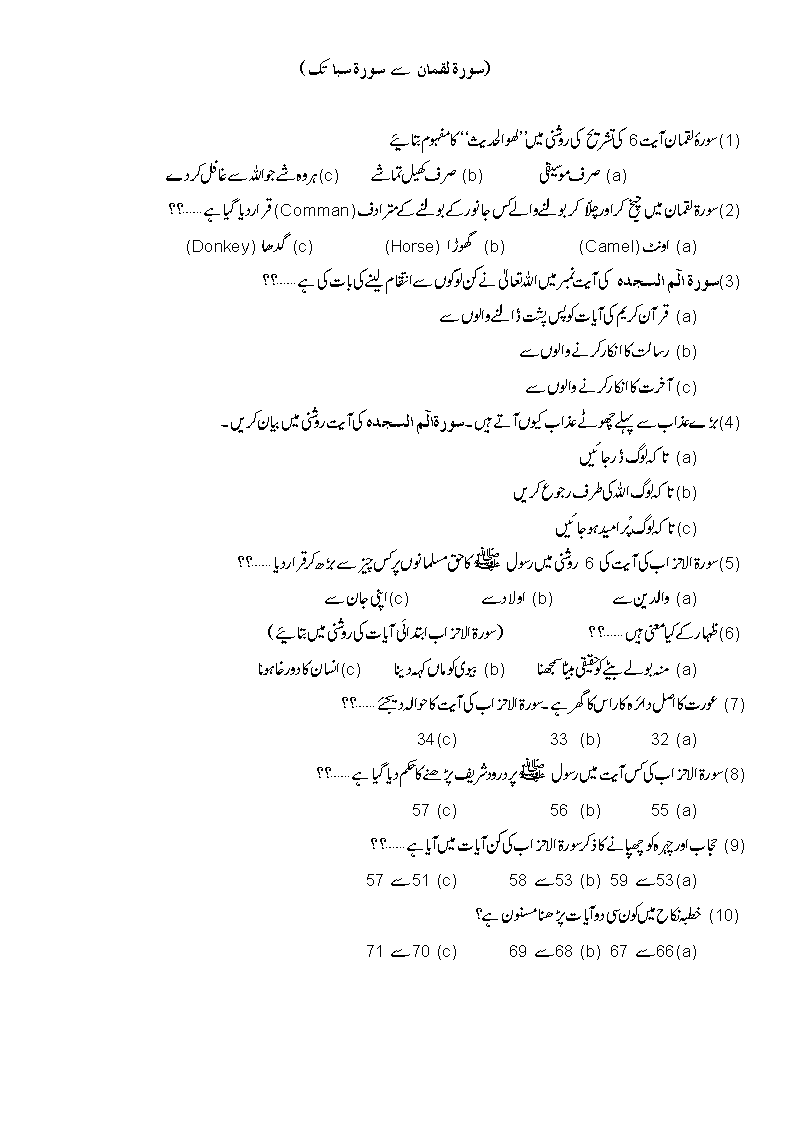 (سورۃ لقمان سے سورۃ سبا تک)
(1) سورۂ لقمان آیت 6 کی تشریح کی روشنی میں ’’لھو الحدیث‘‘ کا مفہوم بتائیے
(a) صرف موسیقی (b) صرف کھیل تماشے (c) ہر وہ شے جو اللہ سے غافل کر دے
(2) سورۃ لقمان میں چیخ کر اور چلّا کر بولنے والے کس جانور کے بولنے کے مترادف (Comman) قرار دیا گیا ہے......؟؟
(a) اونٹ (Camel) (b) گھوڑا (Horse) (c) گدھا (Donkey)
(3) سورۃ الٓم السجدہ کی آیت نمبر میں اللہ تعالیٰ نے کن لوکوں سے انتقام لینے کی بات کی ہے......؟؟
(a) قرآن کریم کی آیات کو پس پشت ڈالنے والوں سے
(b) رسالت کا انکار کرنے والوں سے
(c) آخرت کا انکار کرنے والوں سے
(4) بڑے عذاب سے پہلے چھوٹے عذاب کیوں آتے ہیں۔ سورۃ الٓم السجدہ کی آیت روشنی میں بیان کریں۔
(a) تا کہ لوگ ڈر جائیں
(b) تا کہ لوگ اللہ کی طرف رجوع کریں
(c) تا کہ لوگ پُر امید ہو جائیں
(5) سورۃ الاحزاب کی آیت کی 6 روشنی میں رسول ﷺ کا حق مسلمانوں پر کس چیز سے بڑھ کر قرار دیا......؟؟
(a) والدین سے (b) اولاد سے (c) اپنی جان سے
(6) ظہار کے کیا معنی ہیں......؟؟ (سورۃ الاحزاب ابتدائی آیات کی روشنی میں بتائیے)
(a) منہ بولے بیٹے کو حقیقی بیٹا سمجھنا (b) بیوی کو ماں کہہ دینا (c) انسان کا دور خا ہونا
(7) عورت کا اصل دائرہ کار اس کا گھر ہے۔ سورۃ الاحزاب کی آیت کا حوالہ دیجئے......؟؟
(a) 32 (b) 33 (c) 34
(8) سورۃ الاحزاب کی کس آیت میں رسول ﷺ پر درود شریف پڑھنے کا حکم دیا گیا ہے......؟؟
(a) 55 (b) 56 (c) 57
(9) حجاب اور چہرہ کو چھپانے کا ذکر سورۃ الاحزاب کی کن آیات میں آیا ہے......؟؟
(a) 53 سے 59 (b) 53 سے 58 (c) 51 سے 57
(10) خطبہ نکاح میں کون سی دو آیات پڑھنا مسنون ہے؟
(a) 66 سے 67 (b) 68 سے 69 (c) 70 سے 71